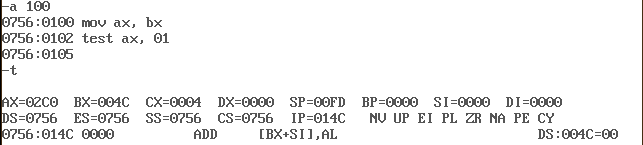 -a 100
0756:0100 mov ax, bx
0756:0102 test ax, 01
0756:0105
-t
AX=02C0  BX=004C  CX=0004  DX=0000  SP=00FD  BP=0000  SI=0000  DI=0000
DS=0756  ES=0756  SS=0756  CS=0756  IP=014C   NV UP EI PL ZR NA PE CY
0756:014C 0000          ADD     [BX+SI],AL                         DS:004C=00